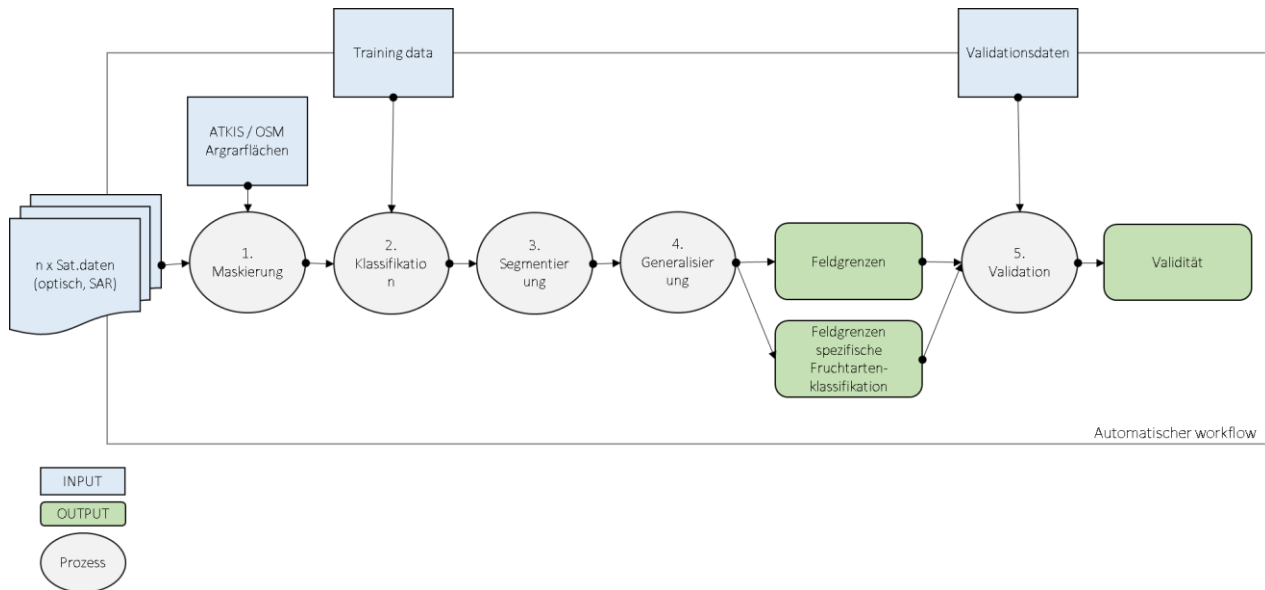 Training data
Validationsdaten
ATKIS / OSM
Argrarflächen
n x Sat.daten
(optisch, SAR)
1.
Maskierung
2.
Klassifikatio
n
3.
Segmentier
ung
4.
Generalisier
ung
Feldgrenzen
Feldgrenzen
spezifische
Fruchtarten-
klassifikation
5.
Validation
Validität
Automatischer workflow
INPUT
OUTPUT
Prozess